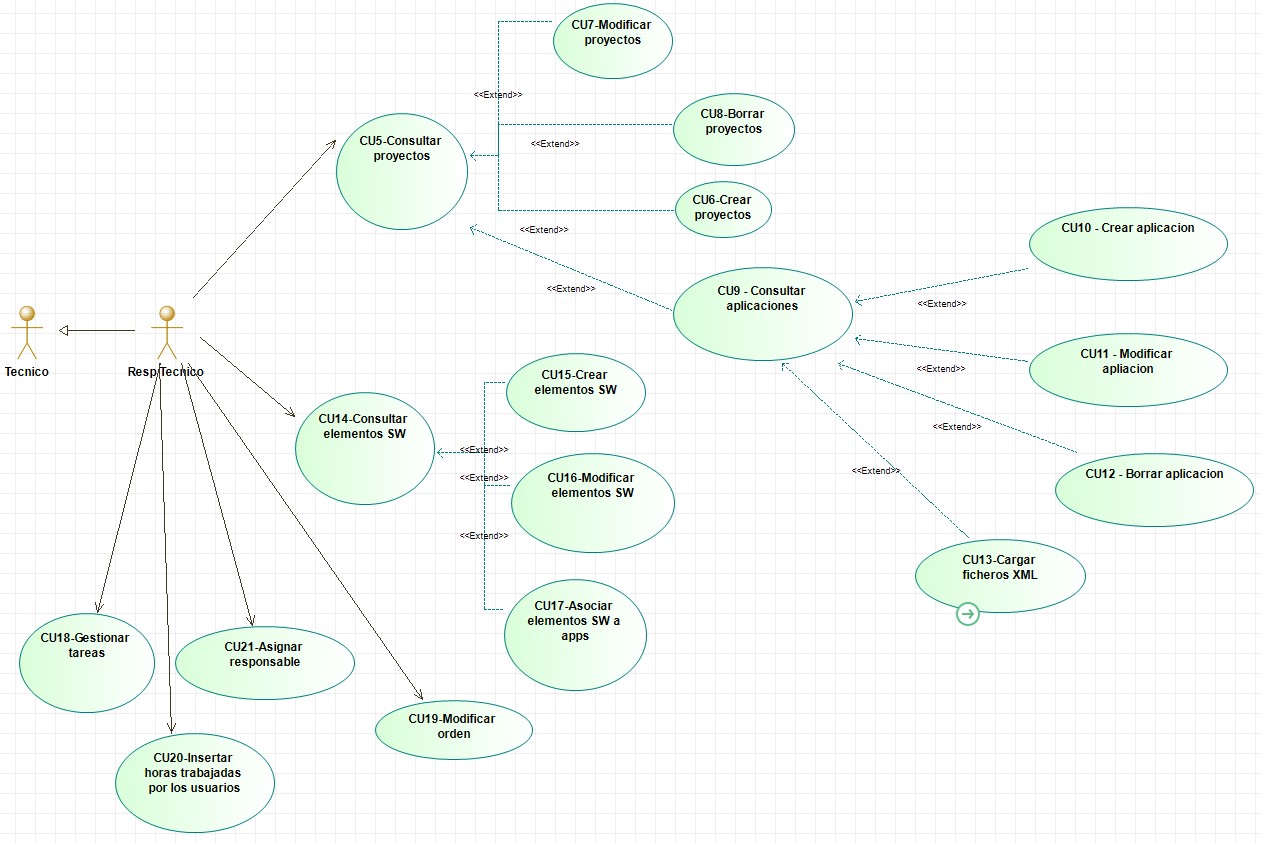 CU7-Modificar
proyectos
<<Extend>>
CU8-Borrar
proyectos
CU5-Consultar
proyectos
<<Extend>>
CU6-Crear
proyectos
<<Extend>>
CU10 - Crear aplicacion
<<Extend>>
CU9 - Consultar
aplicaciones
<<Extend>>
Tecnico
Resp.Tecnico
CU11 - Modificar
apliacion
<<Extend>>
CU15-Crear
elementos SW
CU14-Consultar
elementos SW
<<Extend>>
<<Extend>>
<<Extend>>
<<Extend>>
CU16-Modificar
elementos SW
<<Extend>>
CU12 - Borrar aplicacion
CU13-Cargar
ficheros XML
CU17-Asociar
elementos SW a
apps
CU18-Gestionar
tareas
CU21-Asignar
responsable
CU19-Modificar
orden
CU20-Insertar
horas trabajadas
por los usuarios